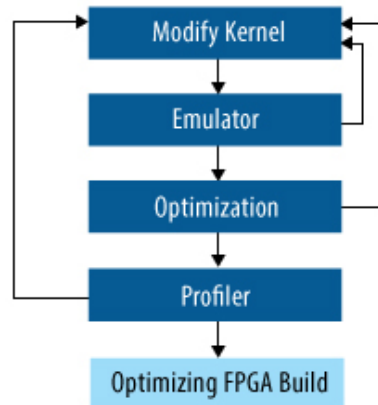 Modify Kernel
Emulator
Optimization
Profiler
Optimizing FPGA Build